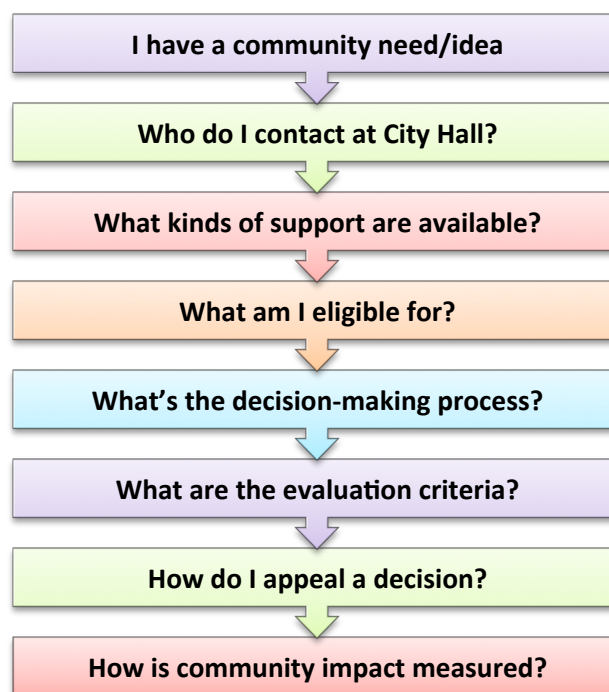 I have a community need/idea
Who do I contact at City Hall?
What kinds of support are available?
What am I eligible for?
What’s the decision-making process?
What are the evaluation criteria?
How do I appeal a decision?
How is community impact measured?